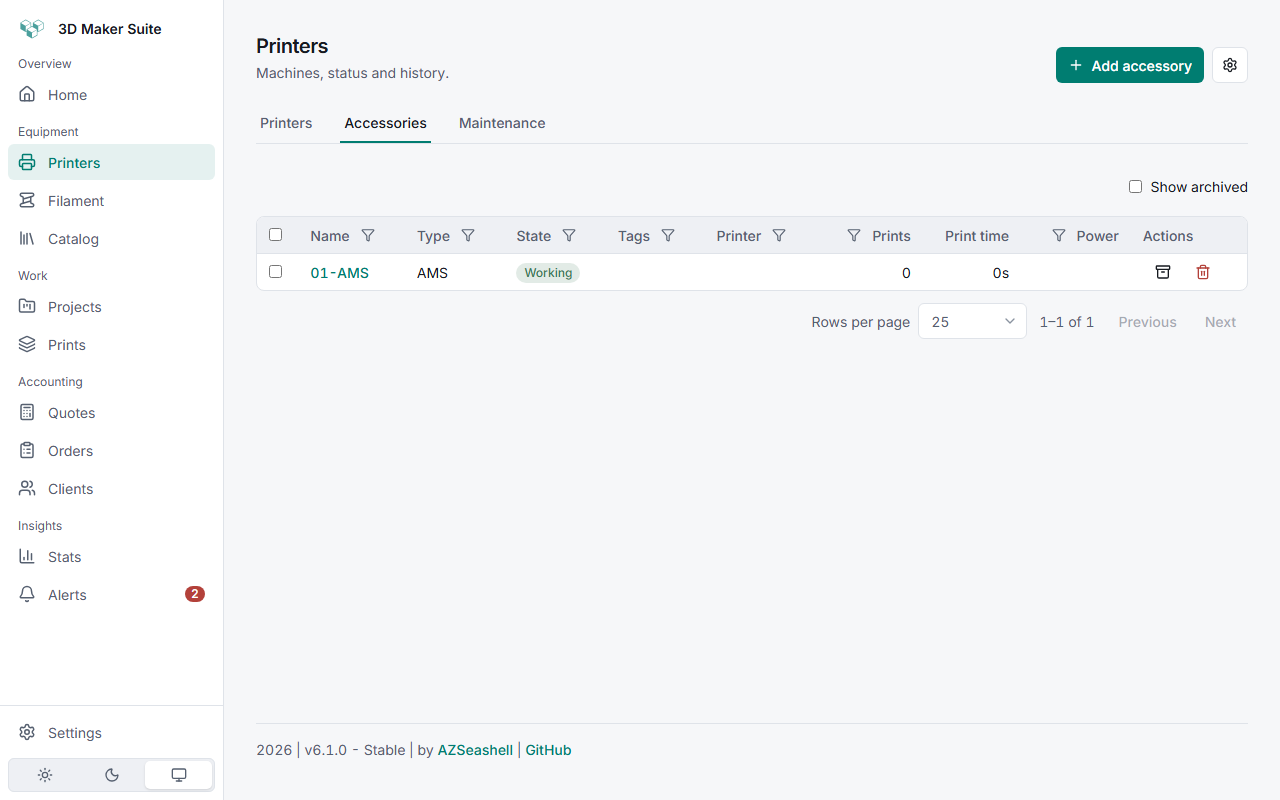 3D Maker Suite
Overview
Home
Equipment
Printers
Filament
Catalog
Work
Projects
Prints
Accounting
Quotes
Orders
Clients
Insights
Stats
Alerts 2
Settings
Printers
Machines, status and history.
Add accessory
Printers Accessories Maintenance
Show archived
Name Type State Tags Printer Prints Print time Power Actions
01-AMS AMS Working 0 0s
Rows per page 25 1–1 of 1 Previous Next
2026 | v6.1.0 - Stable | by AZSeashell | GitHub